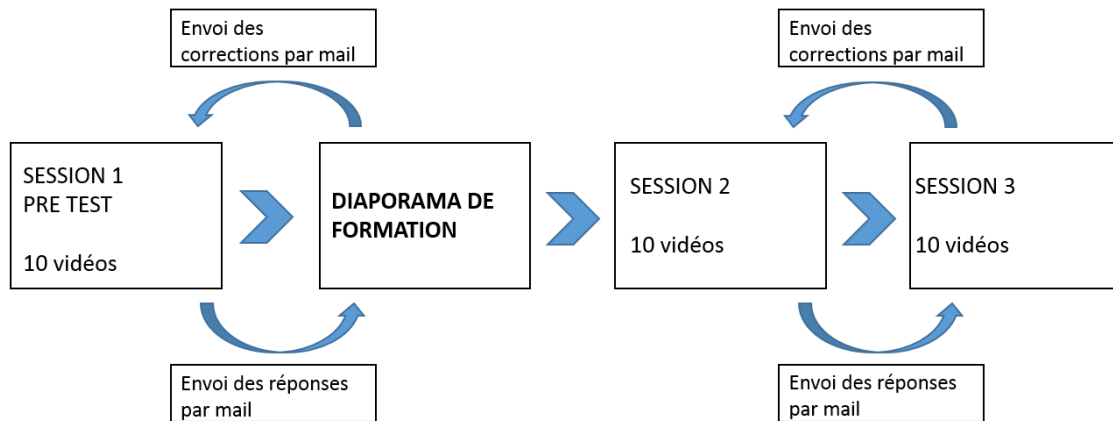 Envoi des
corrections par mail
Envoi des
corrections par mail
SESSION 1
PRE TEST
10 vidéos
DIAPORAMA DE
FORMATION
SESSION 2
10 vidéos
SESSION 3
10 vidéos
Envoi des réponses
par mail
Envoi des réponses
par mail